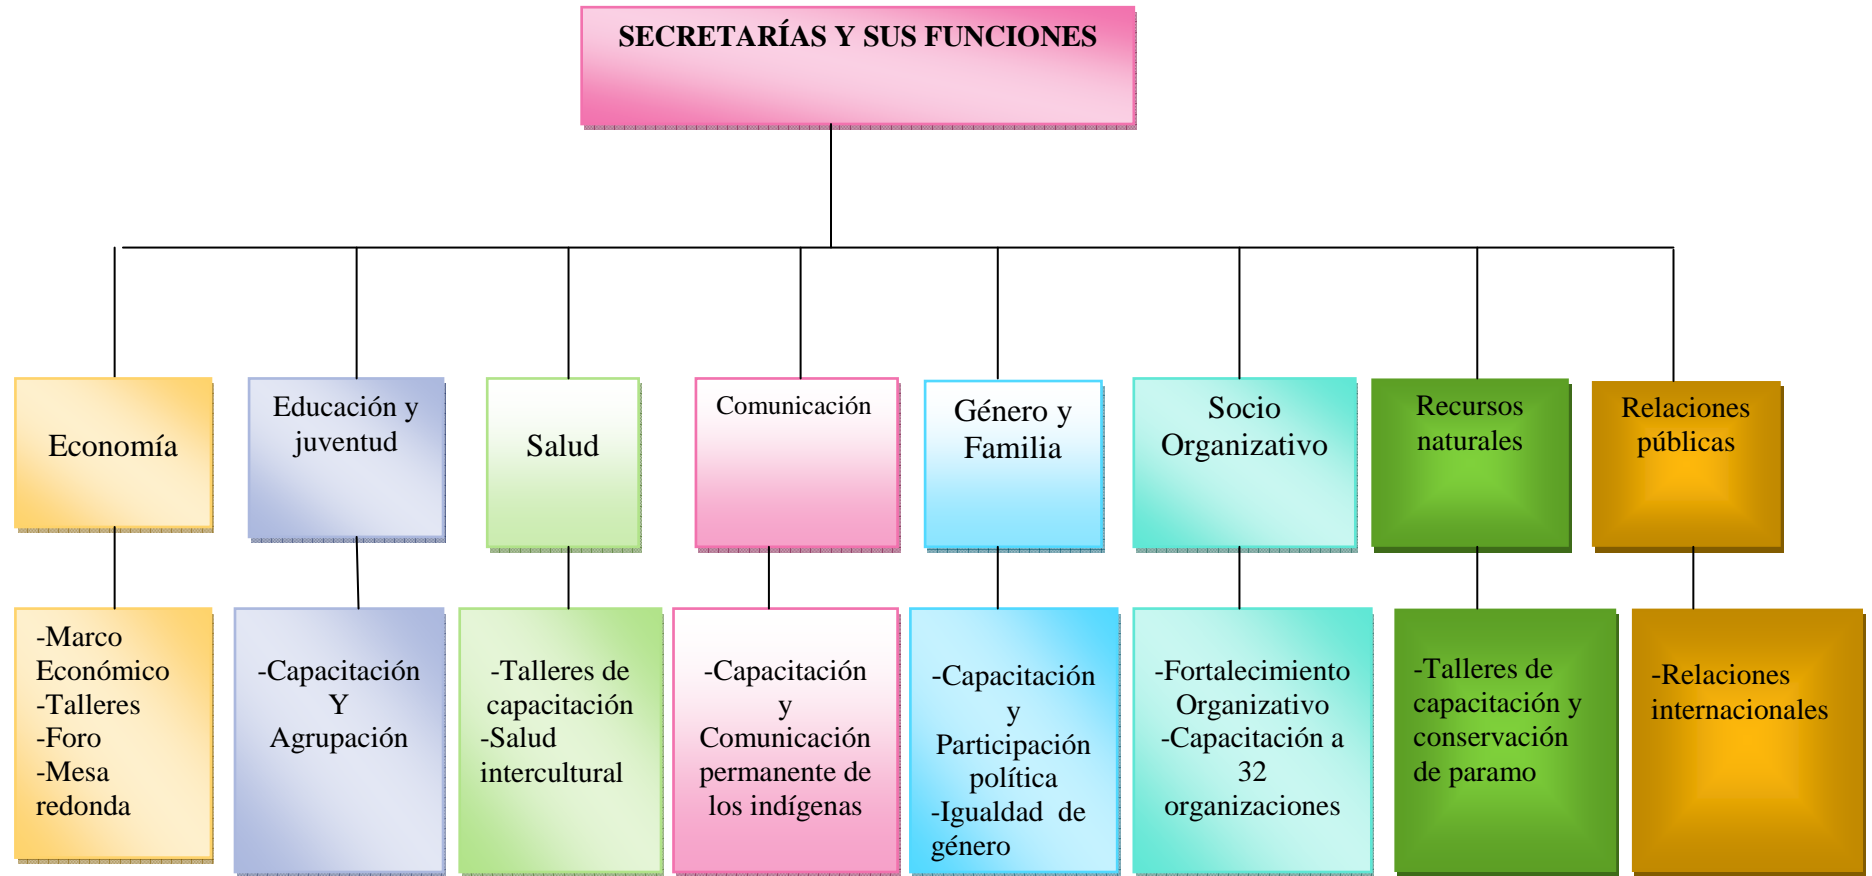 SECRETARÍAS Y SUS FUNCIONES
Economía
Educación y
juventud
Salud
Comunicación
Género y
Familia
Socio
Organizativo
Recursos
naturales
Relaciones
públicas
-Marco
Económico
-Talleres
-Foro
-Mesa
redonda
-Capacitación
Y
Agrupación
-Talleres de
capacitación
-Salud
intercultural
-Capacitación
y
Comunicación
permanente de
los indígenas
-Capacitación
y
Participación
política
-Igualdad de
género
-Fortalecimiento
Organizativo
-Capacitación a
32
organizaciones
-Talleres de
capacitación y
conservación
de paramo
-Relaciones
internacionales